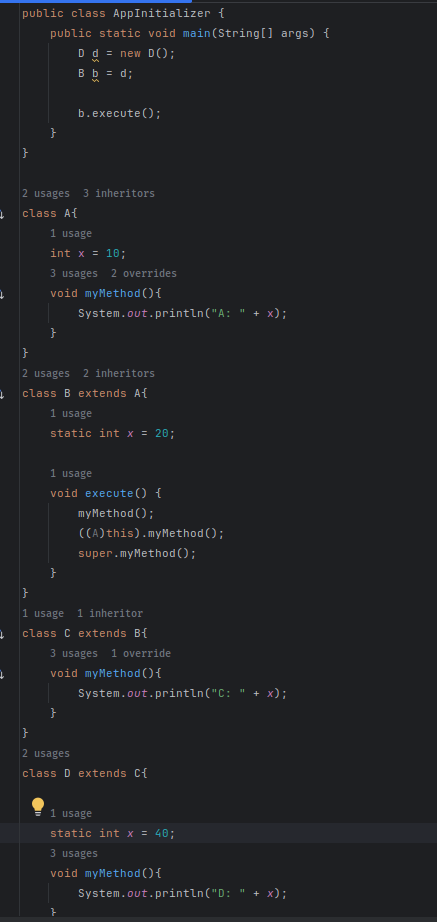 public class AppInitializer {
    public static void main(String[] args) {
        D d = new D();
        B b = d;

        b.execute();
    }
}

2 usages  3 inheritors
class A{
    1 usage
    int x = 10;
    3 usages  2 overrides
    void myMethod(){
        System.out.println("A: " + x);
    }
}
2 usages  2 inheritors
class B extends A{
    1 usage
    static int x = 20;

    1 usage
    void execute() {
        myMethod();
        ((A)this).myMethod();
        super.myMethod();
    }
}
1 usage  1 inheritor
class C extends B{
    3 usages  1 override
    void myMethod(){
        System.out.println("C: " + x);
    }
}
2 usages
class D extends C{

    1 usage
    static int x = 40;
    3 usages
    void myMethod(){
        System.out.println("D: " + x);
    }